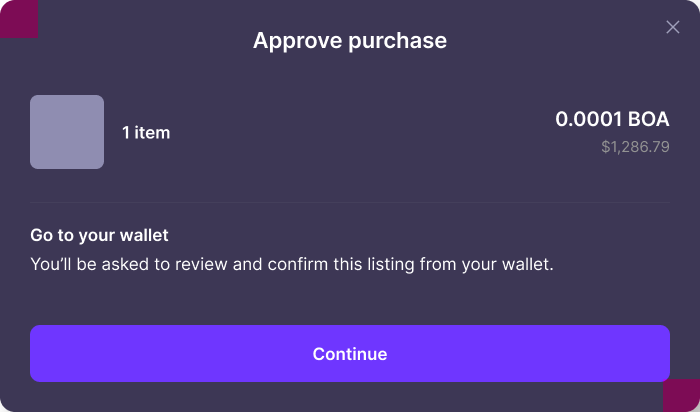 Approve purchase
1 item
0.0001 BOA
$1,286.79
Go to your wallet
You’ll be asked to review and confirm this listing from your wallet.
Continue